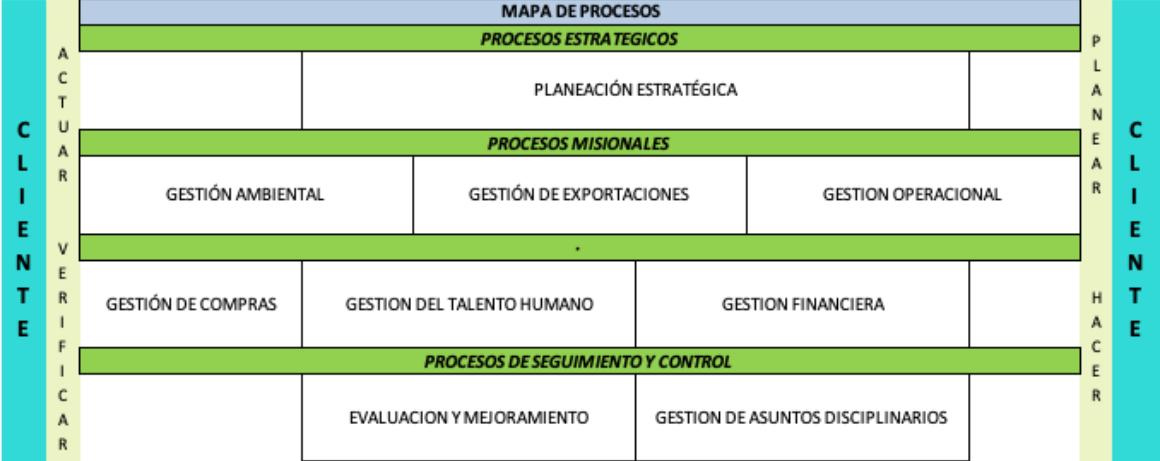 MAPA DE PROCESOS
PROCESOS ESTRATEGICOS
PLANEACIÓN ESTRATÉGICA
PROCESOS MISIONALES
GESTIÓN AMBIENTAL
GESTIÓN DE EXPORTACIONES
GESTION OPERACIONAL
.
GESTIÓN DE COMPRAS
GESTION DEL TALENTO HUMANO
GESTION FINANCIERA
PROCESOS DE SEGUIMIENTO Y CONTROL
EVALUACION Y MEJORAMIENTO
GESTION DE ASUNTOS DISCIPLINARIOS
CLIENTE
ACTUAR
VERIFICAR
PLANEAR
HACER
CLIENTE